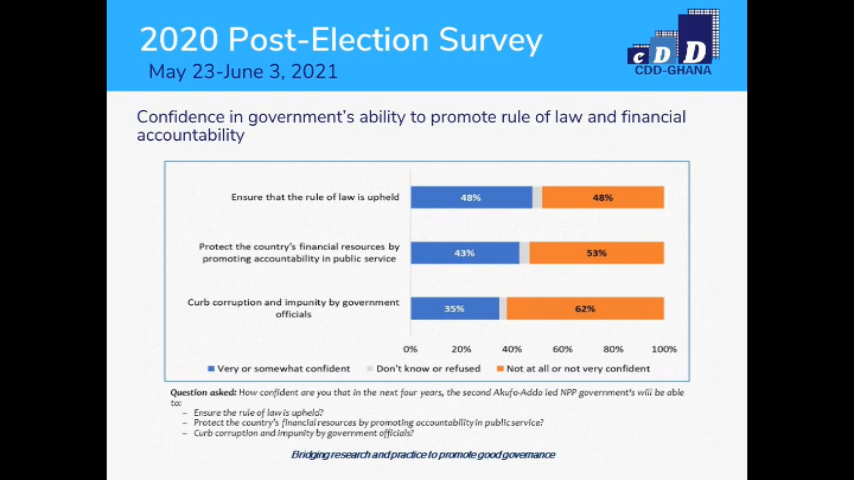 2020 Post-Election Survey
May 23-June 3, 2021
CDD
CDD-GHANA
Confidence in government's ability to promote rule of law and financial
accountability
Ensure that the rule of law is upheld
48%
48%
Protect the country's financial resources by
promoting accountability in public service
43%
53%
Curb corruption and impunity by government
officials
35%
62%
0% 20% 40% 60% 80% 100%
Very or somewhat confident Don't know or refused Not at all or not very confident
Question asked: How confident are you that in the next four years, the second Akufo-Addo led NPP government's will be able
to:
– Ensure the rule of law is upheld?
– Protect the country's financial resources by promoting accountability in public service?
– Curb corruption and impunity by government officials?
Bridging research and practice to promote good governance